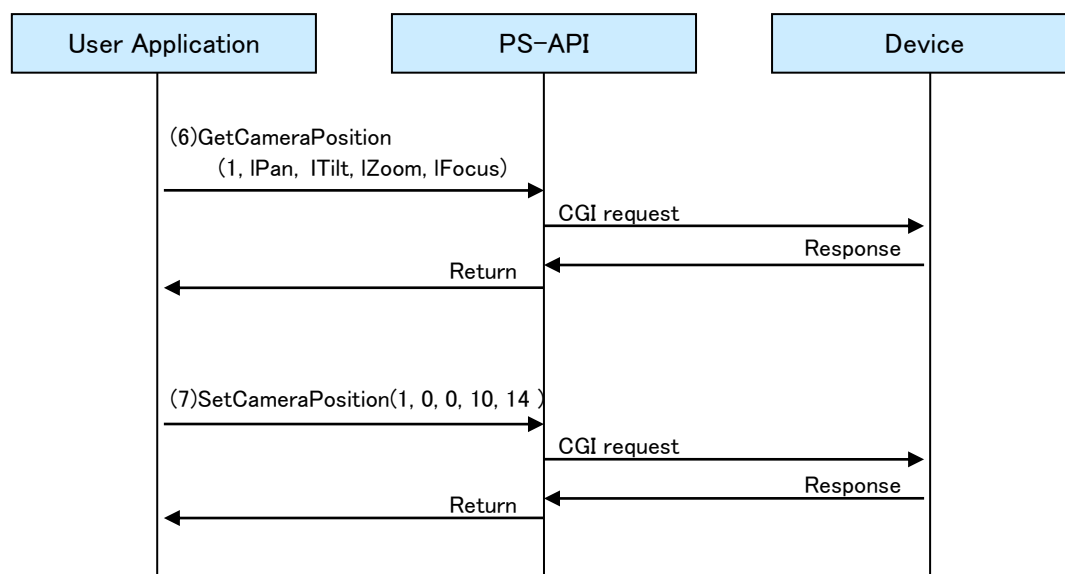 User Application
PS-API
Device
(6)GetCameraPosition
(1, lPan, lTilt, lZoom, lFocus)
CGI request
Response
Return
(7)SetCameraPosition(1, 0, 0, 10, 14 )
CGI request
Response
Return